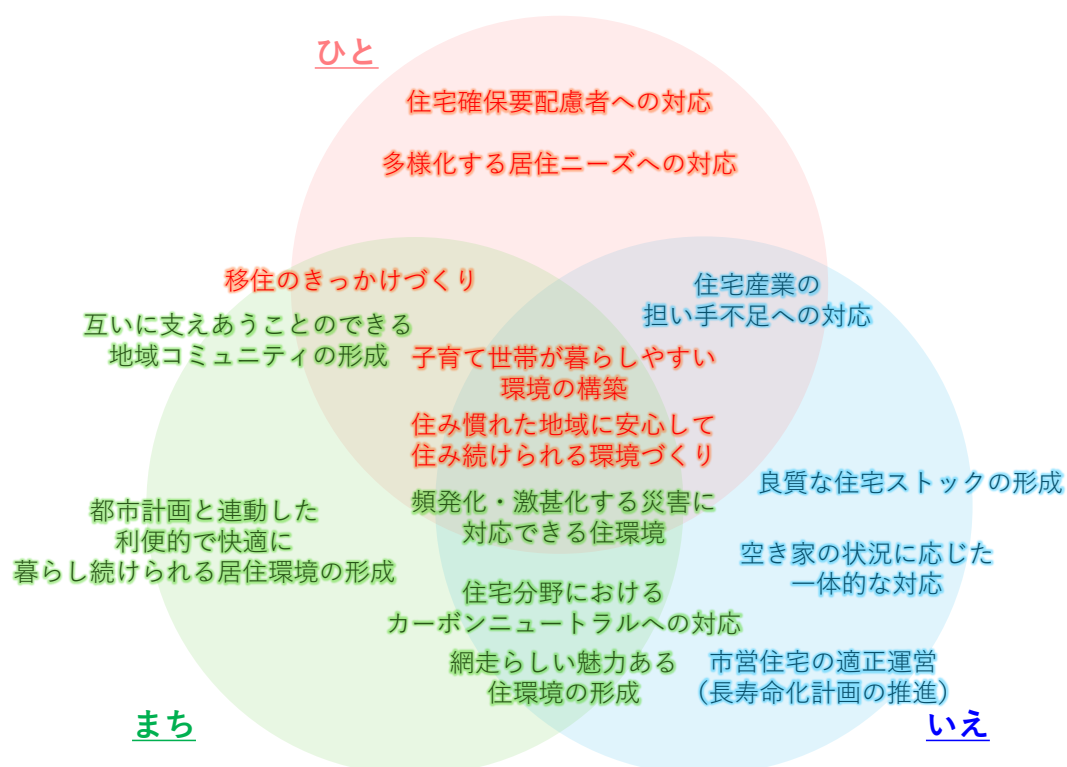 ひと
住宅確保要配慮者への対応
多様化する居住ニーズへの対応
移住のきっかけづくり
住宅産業の
担い手不足への対応
互いに支えあうことのできる
地域コミュニティの形成
子育て世帯が暮らしやすい
環境の構築
住み慣れた地域に安心して
住み続けられる環境づくり
良質な住宅ストックの形成
頻発化・激甚化する災害に
対応できる住環境
都市計画と連動した
利便的で快適に
暮らし続けられる居住環境の形成
空き家の状況に応じた
一体的な対応
住宅分野における
カーボンニュートラルへの対応
網走らしい魅力ある
住環境の形成
市営住宅の適正運営
（長寿命化計画の推進）
まち
いえ